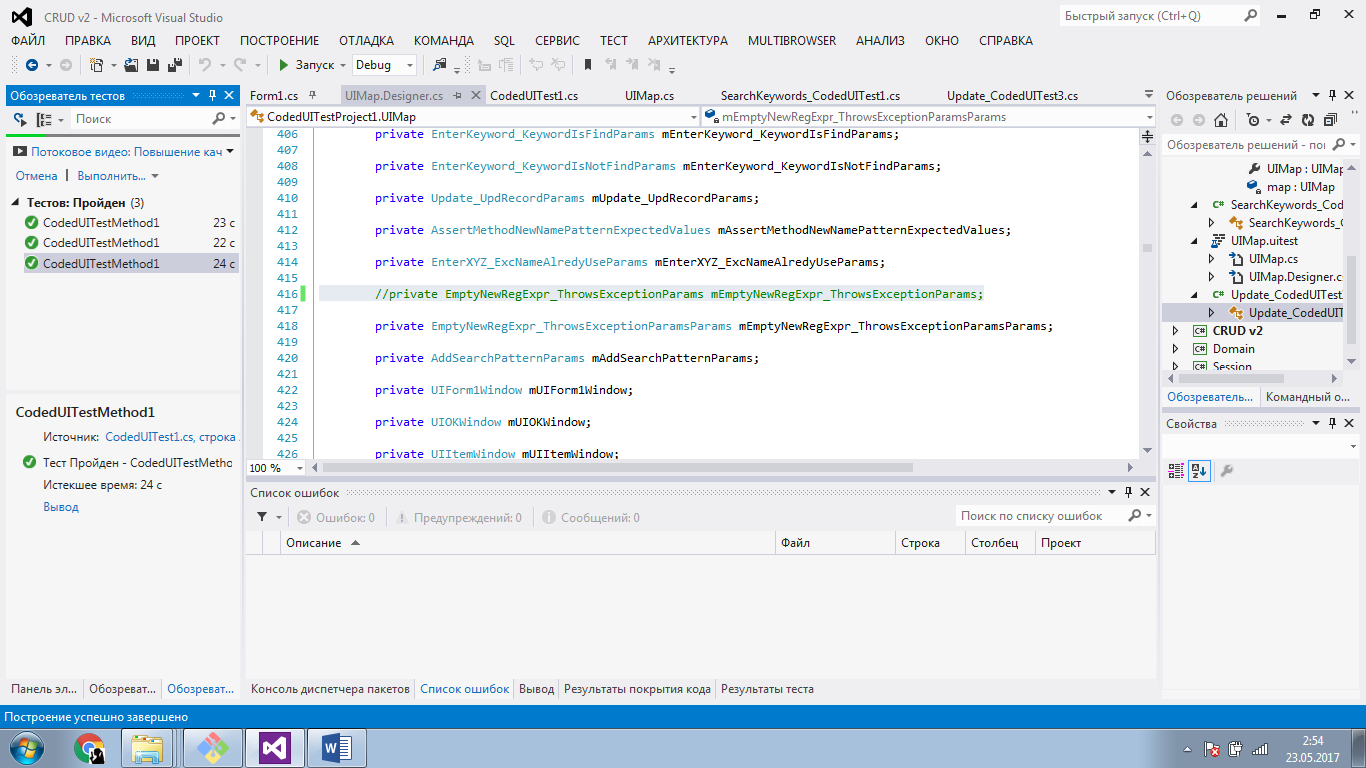 CRUD v2 - Microsoft Visual Studio
Быстрый запуск (Ctrl+Q)
ФАЙЛ ПРАВКА ВИД ПРОЕКТ ПОСТРОЕНИЕ ОТЛАДКА КОМАНДА SQL СЕРВИС ТЕСТ АРХИТЕКТУРА MULTIBROWSER АНАЛИЗ ОКНО СПРАВКА
Запуск Debug
Обозреватель тестов
Поиск
Потоковое видео: Повышение кач
Отмена | Выполнить...
Тестов: Пройден (3)
CodedUITestMethod1 23 с
CodedUITestMethod1 22 с
CodedUITestMethod1 24 с
CodedUITestMethod1
Источник: CodedUITest1.cs, строка
Тест Пройден - CodedUITestMetho
Истекшее время: 24 с
Вывод
Панель эл... Обозреват... Обозреват...
Form1.cs UIMap.Designer.cs CodedUITest1.cs UIMap.cs SearchKeywords_CodedUITest1.cs Update_CodedUITest3.cs
CodedUITestProject1.UIMap mEmptyNewRegExpr_ThrowsExceptionParamsParams
406 private EnterKeyword_KeywordIsFindParams mEnterKeyword_KeywordIsFindParams;
407
408 private EnterKeyword_KeywordIsNotFindParams mEnterKeyword_KeywordIsNotFindParams;
409
410 private Update_UpdRecordParams mUpdate_UpdRecordParams;
411
412 private AssertMethodNewNamePatternExpectedValues mAssertMethodNewNamePatternExpectedValues;
413
414 private EnterXYZ_ExcNameAlredyUseParams mEnterXYZ_ExcNameAlredyUseParams;
415
416 //private EmptyNewRegExpr_ThrowsExceptionParams mEmptyNewRegExpr_ThrowsExceptionParams;
417
418 private EmptyNewRegExpr_ThrowsExceptionParamsParams mEmptyNewRegExpr_ThrowsExceptionParamsParams;
419
420 private AddSearchPatternParams mAddSearchPatternParams;
421
422 private UIForm1Window mUIForm1Window;
423
424 private UIOKWindow mUIOKWindow;
425
426 private UIItemWindow mUIItemWindow;
100 %
Список ошибок
Ошибок: 0 Предупреждений: 0 Сообщений: 0
Поиск по списку ошибок
Описание Файл Строка Столбец Проект
Консоль диспетчера пакетов Список ошибок Вывод Результаты покрытия кода Результаты теста
Обозреватель решений
Обозреватель решений - пои
UIMap : UIMap
map : UIMap
C# SearchKeywords_Cod
SearchKeywords_C
UIMap.uitest
UIMap.cs
UIMap.Designer.c
C# Update_CodedUITest
Update_CodedUIT
C# CRUD v2
C# Domain
C# Session
Обозреватель... Командный о...
Свойства
Построение успешно завершено
2:54
23.05.2017